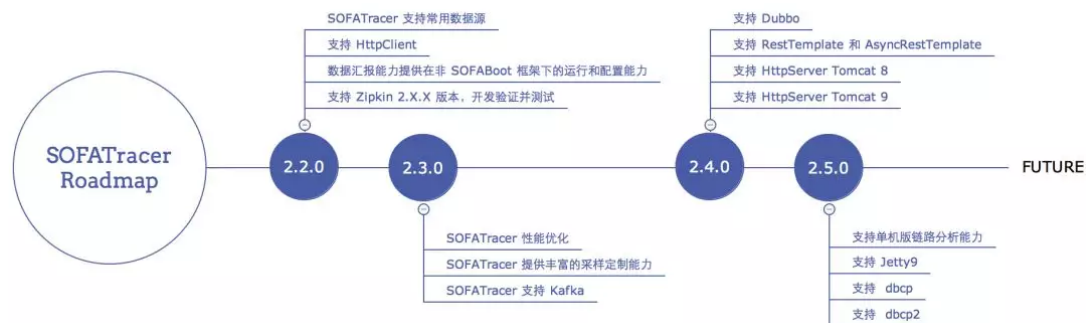 SOFATracer
Roadmap
2.2.0
SOFATracer 支持常用数据源
支持 HttpClient
数据汇报能力提供在非 SOFABoot 框架下的运行和配置能力
支持 Zipkin 2.X.X 版本，开发验证并测试
2.3.0
SOFATracer 性能优化
SOFATracer 提供丰富的采样定制能力
SOFATracer 支持 Kafka
2.4.0
支持 Dubbo
支持 RestTemplate 和 AsyncRestTemplate
支持 HttpServer Tomcat 8
支持 HttpServer Tomcat 9
2.5.0
支持单机版链路分析能力
支持 Jetty9
支持 dbcp
支持 dbcp2
FUTURE